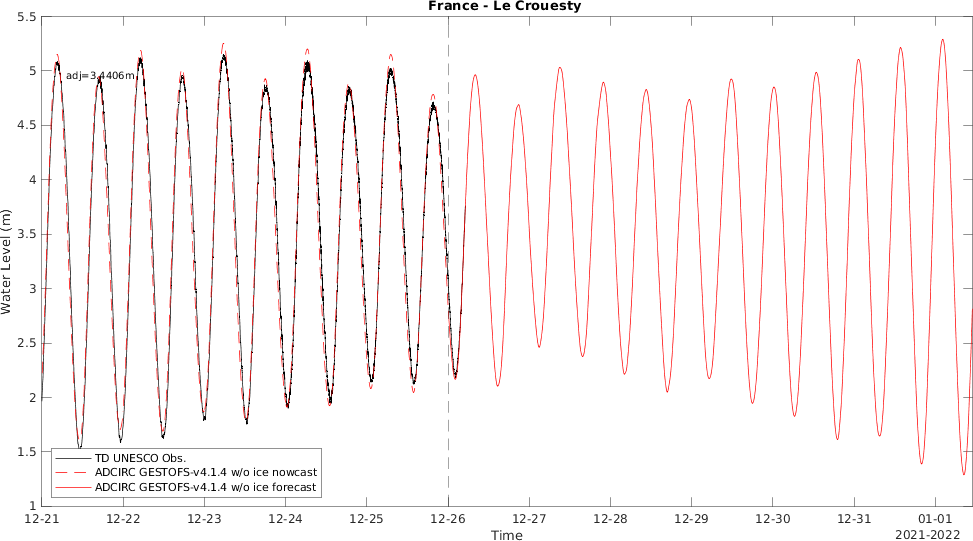 France - Le Crouesty
5.5
5
4.5
4
3.5
3
2.5
2
1.5
1
Water Level (m)
adj=3.4406m
TD UNESCO Obs.
ADCIRC GESTOFS-v4.1.4 w/o ice nowcast
ADCIRC GESTOFS-v4.1.4 w/o ice forecast
12-21 12-22 12-23 12-24 12-25 12-26 12-27 12-28 12-29 12-30 12-31 01-01
2021-2022
Time